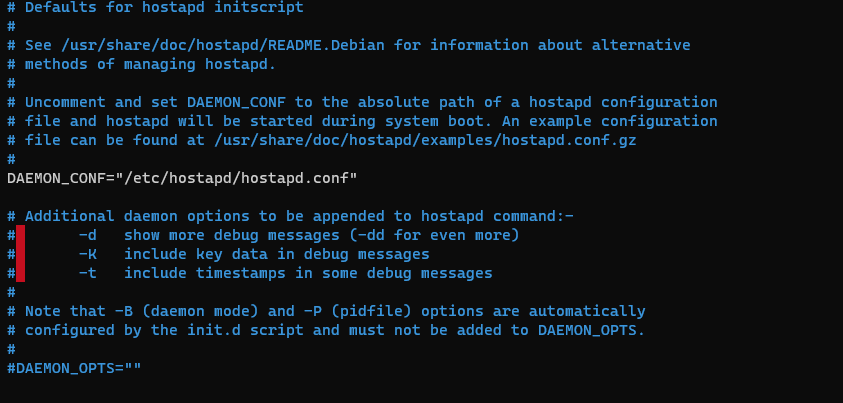 # Defaults for hostapd initscript
#
# See /usr/share/doc/hostapd/README.Debian for information about alternative
# methods of managing hostapd.
#
# Uncomment and set DAEMON_CONF to the absolute path of a hostapd configuration
# file and hostapd will be started during system boot. An example configuration
# file can be found at /usr/share/doc/hostapd/examples/hostapd.conf.gz
#
DAEMON_CONF="/etc/hostapd/hostapd.conf"

# Additional daemon options to be appended to hostapd command:-
#       -d   show more debug messages (-dd for even more)
#       -K   include key data in debug messages
#       -t   include timestamps in some debug messages
#
# Note that -B (daemon mode) and -P (pidfile) options are automatically
# configured by the init.d script and must not be added to DAEMON_OPTS.
#
#DAEMON_OPTS=""